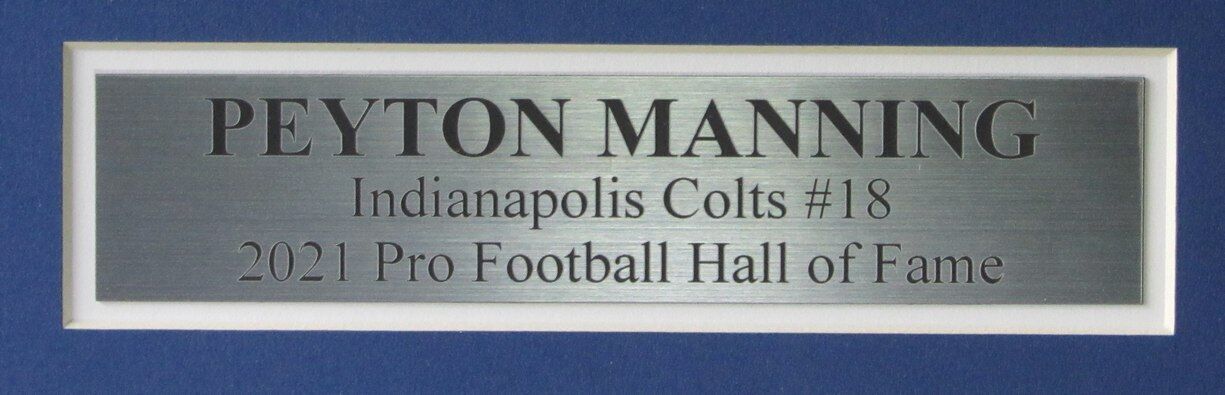 PEYTON MANNING
Indianapolis Colts #18
2021 Pro Football Hall of Fame